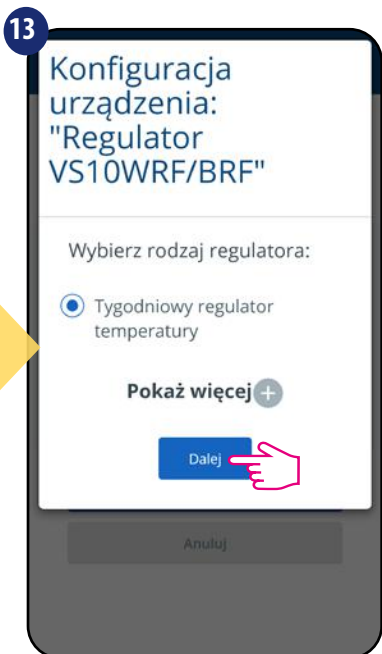 13
Konfiguracja
urządzenia:
"Regulator
VS10WRF/BRF"
Wybierz rodzaj regulatora:
Tygodniowy regulator
temperatury
Pokaż więcej
Dalej
Anuluj